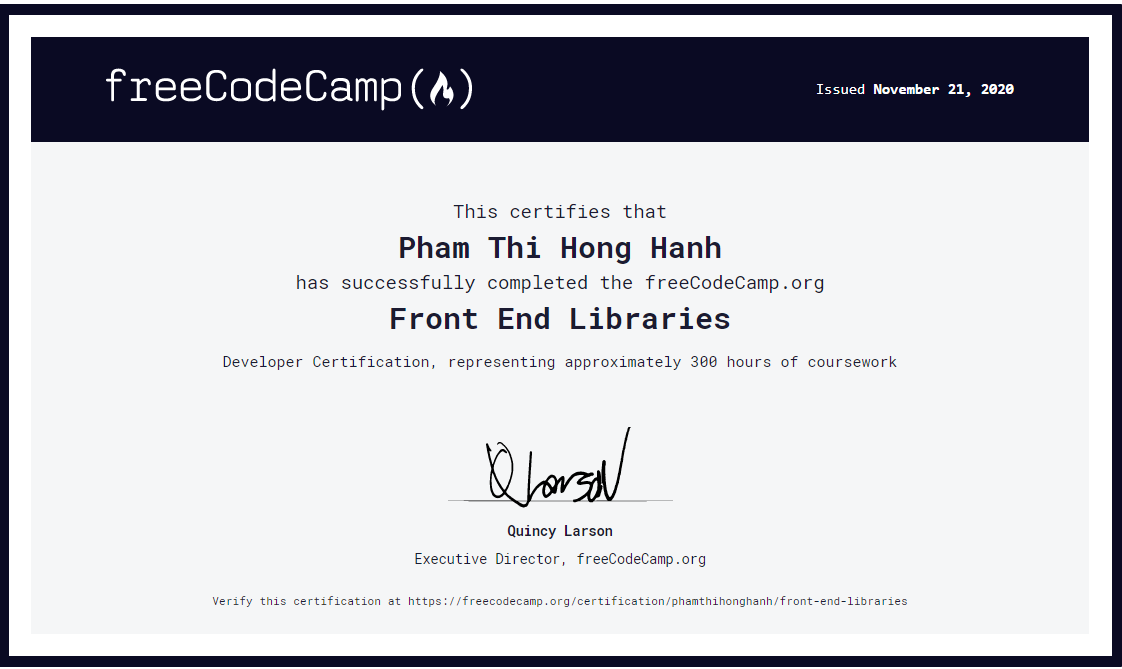 freeCodeCamp
Issued November 21, 2020
This certifies that
Pham Thi Hong Hanh
has successfully completed the freeCodeCamp.org
Front End Libraries
Developer Certification, representing approximately 300 hours of coursework
Q Larson
Quincy Larson
Executive Director, freeCodeCamp.org
Verify this certification at https://freecodecamp.org/certification/phamthihonghanh/front-end-libraries